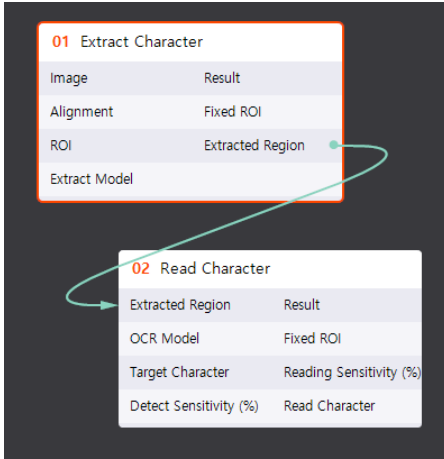 01 Extract Character
Image Result
Alignment Fixed ROI
ROI Extracted Region
Extract Model
02 Read Character
Extracted Region Result
OCR Model Fixed ROI
Target Character Reading Sensitivity (%)
Detect Sensitivity (%) Read Character